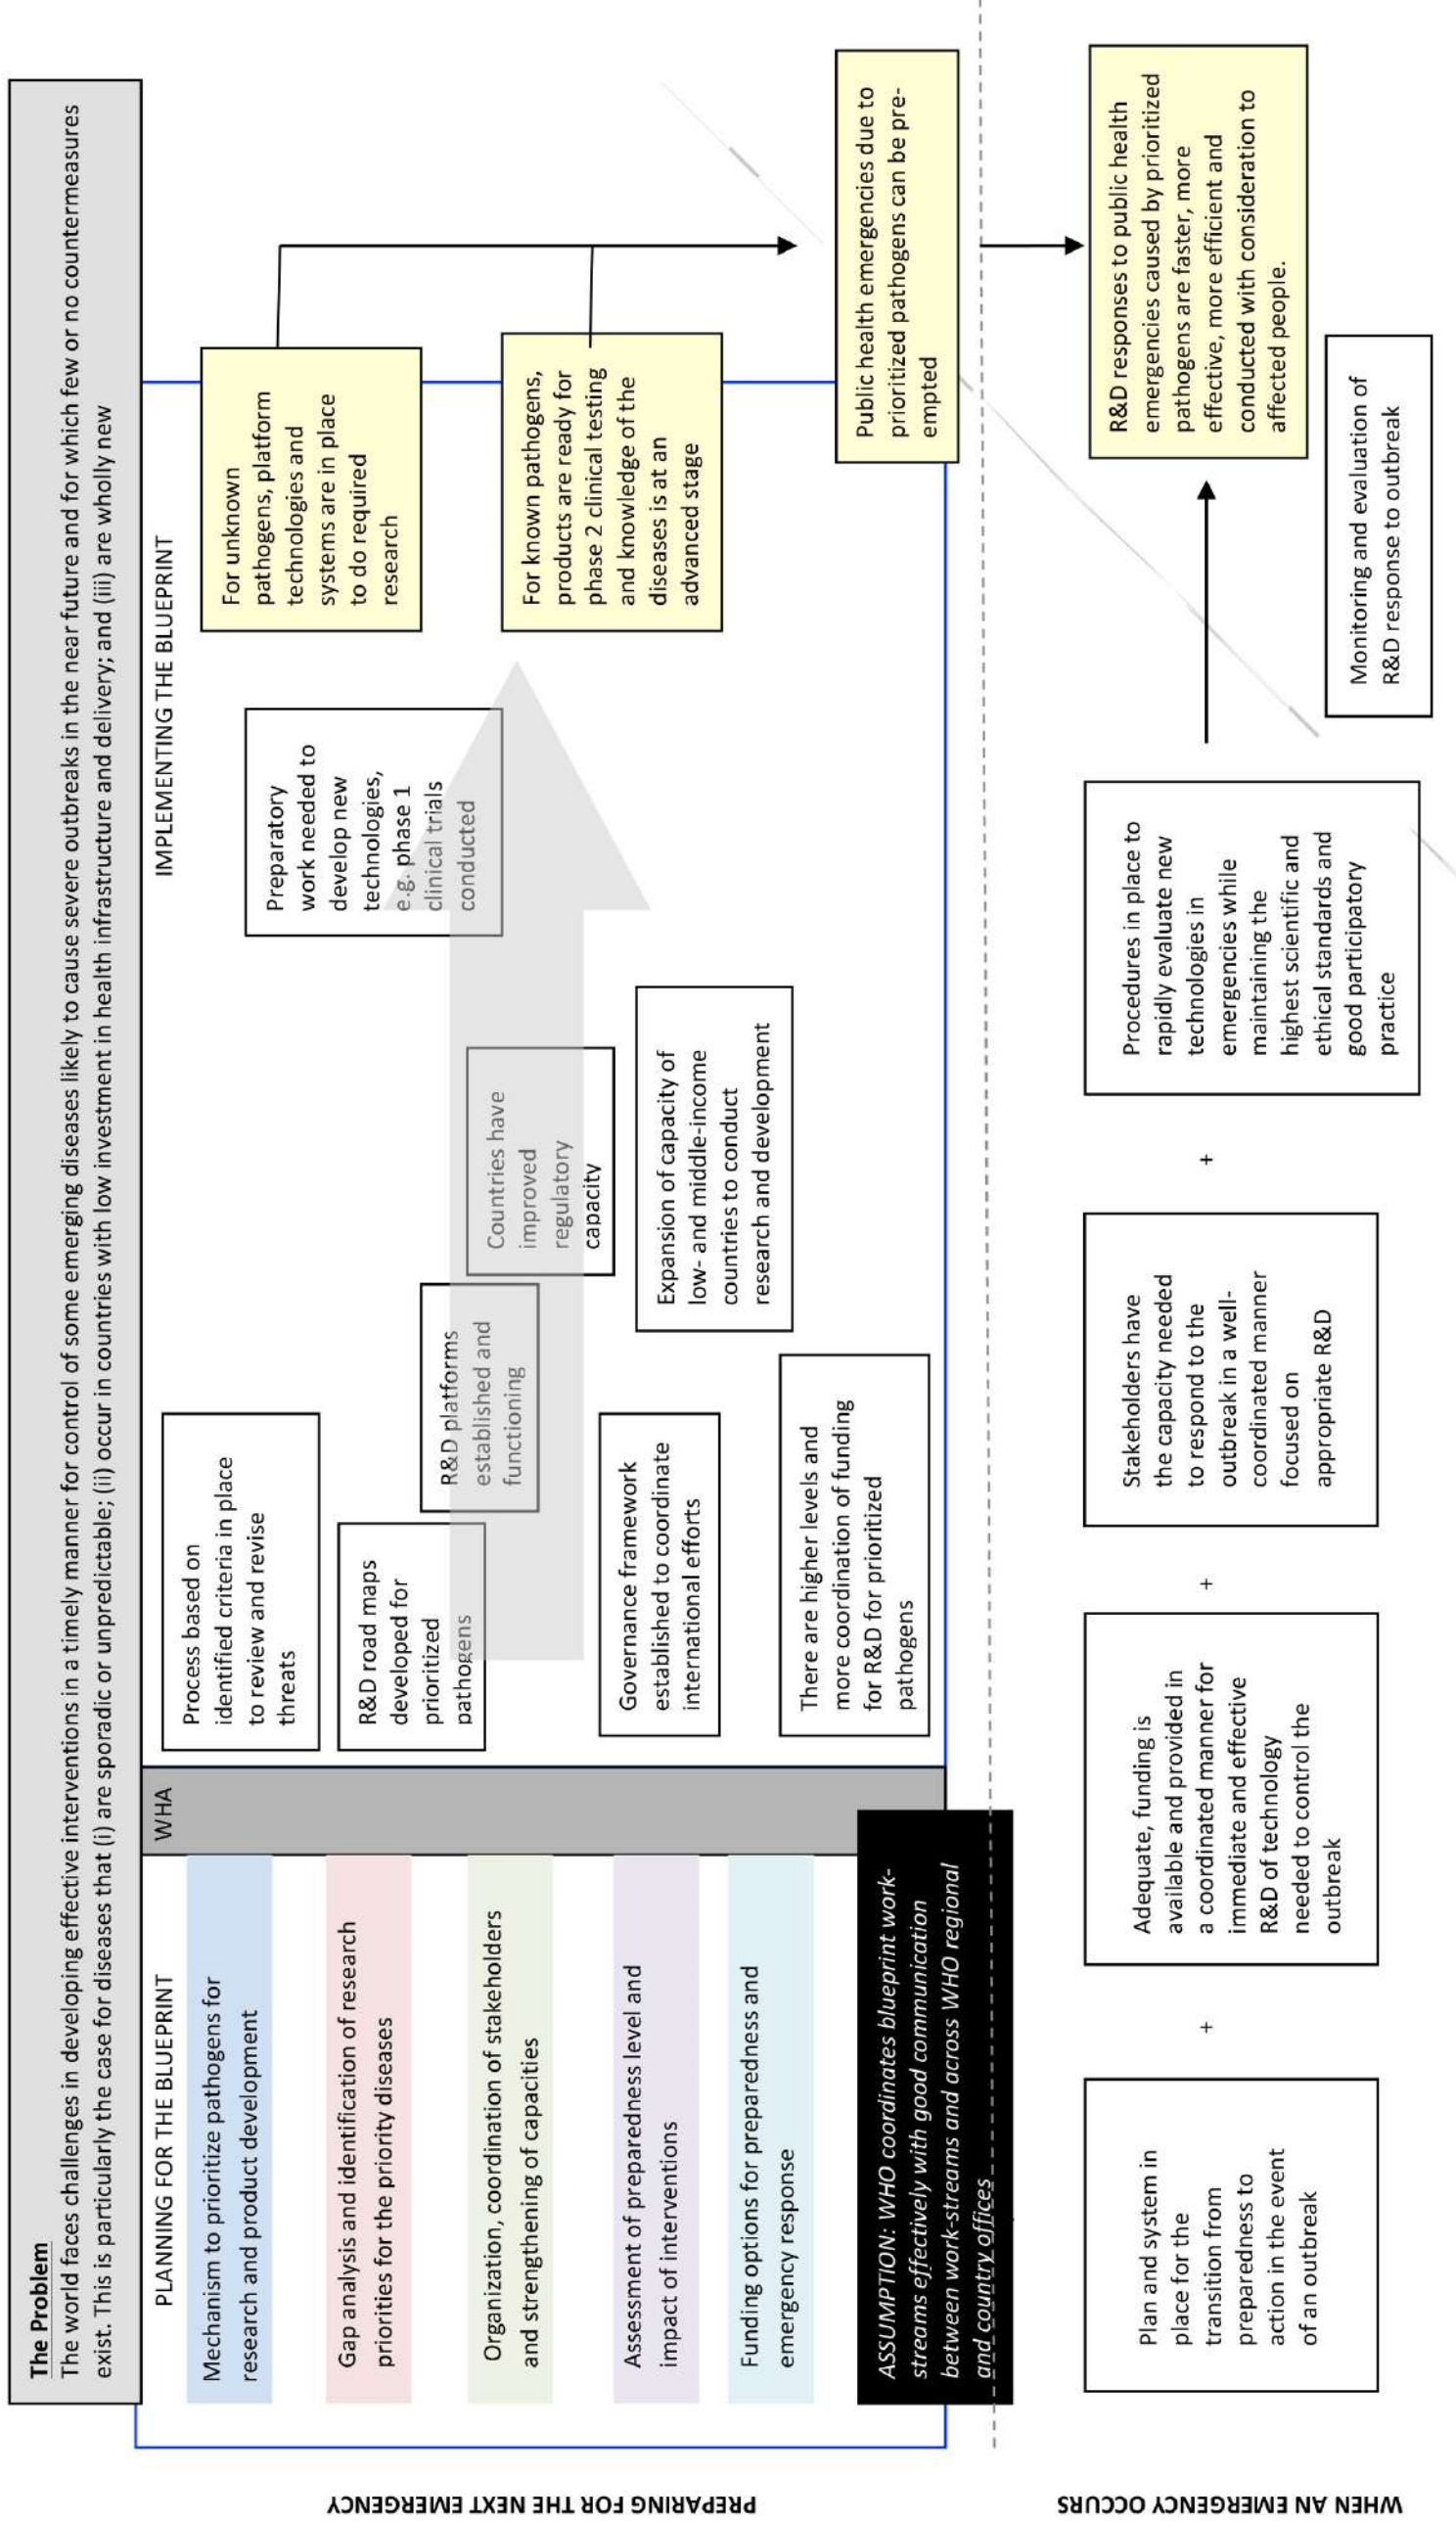 The Problem
The world faces challenges in developing effective interventions in a timely manner for control of some emerging diseases likely to cause severe outbreaks in the near future and for which few or no countermeasures
exist. This is particularly the case for diseases that (i) are sporadic or unpredictable; (ii) occur in countries with low investment in health infrastructure and delivery; and (iii) are wholly new
PREPARING FOR THE NEXT EMERGENCY
PLANNING FOR THE BLUEPRINT
Mechanism to prioritize pathogens for
research and product development
Gap analysis and identification of research
priorities for the priority diseases
Organization, coordination of stakeholders
and strengthening of capacities
Assessment of preparedness level and
impact of interventions
Funding options for preparedness and
emergency response
ASSUMPTION: WHO coordinates blueprint work-
streams effectively with good communication
between work-streams and across WHO regional
and country offices
WHA
IMPLEMENTING THE BLUEPRINT
Process based on
identified criteria in place
to review and revise
threats
R&D road maps
developed for
prioritized
pathogens
R&D platforms
established and
functioning
Governance framework
established to coordinate
international efforts
There are higher levels and
more coordination of funding
for R&D for prioritized
pathogens
Countries have
improved
regulatory
capacity
Expansion of capacity of
low- and middle-income
countries to conduct
research and development
Preparatory
work needed to
develop new
technologies,
e.g. phase 1
clinical trials
conducted
For unknown
pathogens, platform
technologies and
systems are in place
to do required
research
For known pathogens,
products are ready for
phase 2 clinical testing
and knowledge of the
diseases is at an
advanced stage
Public health emergencies due to
prioritized pathogens can be pre-
empted
WHEN AN EMERGENCY OCCURS
Plan and system in
place for the
transition from
preparedness to
action in the event
of an outbreak
+
Adequate, funding is
available and provided in
a coordinated manner for
immediate and effective
R&D of technology
needed to control the
outbreak
+
Stakeholders have
the capacity needed
to respond to the
outbreak in a well-
coordinated manner
focused on
appropriate R&D
+
Procedures in place to
rapidly evaluate new
technologies in
emergencies while
maintaining the
highest scientific and
ethical standards and
good participatory
practice
R&D responses to public health
emergencies caused by prioritized
pathogens are faster, more
effective, more efficient and
conducted with consideration to
affected people.
Monitoring and evaluation of
R&D response to outbreak